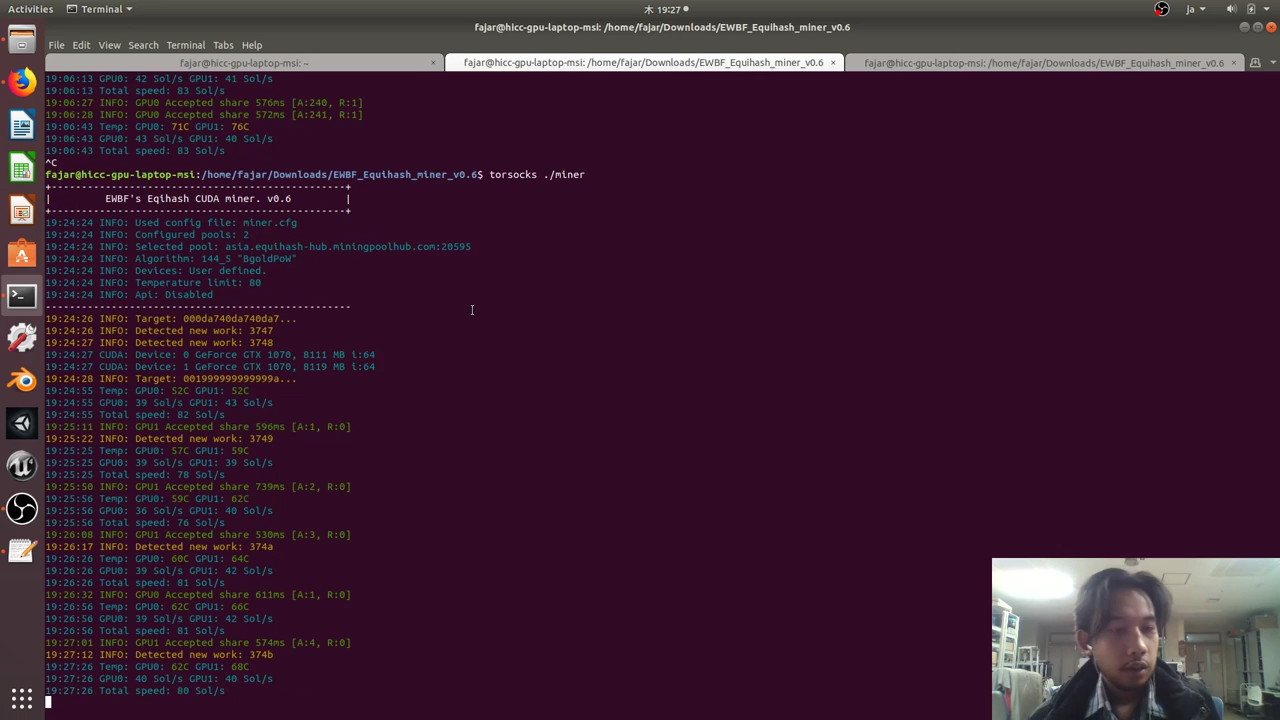 Activities
Terminal
木 19:27
ja
fajar@hicc-gpu-laptop-msi: /home/fajar/Downloads/EWBF_Equihash_miner_v0.6
File Edit View Search Terminal Tabs Help
fajar@hicc-gpu-laptop-msi: ~ × fajar@hicc-gpu-laptop-msi: /home/fajar/Downloads/EWBF_Equihash_miner_v0.6 × fajar@hicc-gpu-laptop-msi: /home/fajar/Downloads/EWBF_Equihash_miner_v0.6 ×
19:06:13 GPU0: 42 Sol/s GPU1: 41 Sol/s
19:06:13 Total speed: 83 Sol/s
19:06:27 INFO: GPU0 Accepted share 576ms [A:240, R:1]
19:06:28 INFO: GPU0 Accepted share 572ms [A:241, R:1]
19:06:43 Temp: GPU0: 71C GPU1: 76C
19:06:43 GPU0: 43 Sol/s GPU1: 40 Sol/s
19:06:43 Total speed: 83 Sol/s
^C
fajar@hicc-gpu-laptop-msi:/home/fajar/Downloads/EWBF_Equihash_miner_v0.6$ torsocks ./miner
+-------------------------------------------------+
| EWBF's Eqihash CUDA miner. v0.6 |
+-------------------------------------------------+
19:24:24 INFO: Used config file: miner.cfg
19:24:24 INFO: Configured pools: 2
19:24:24 INFO: Selected pool: asia.equihash-hub.miningpoolhub.com:20595
19:24:24 INFO: Algorithm: 144_5 "BgoldPoW"
19:24:24 INFO: Devices: User defined.
19:24:24 INFO: Temperature limit: 80
19:24:24 INFO: Api: Disabled
---------------------------------------------------
19:24:26 INFO: Target: 000da740da740da7...
19:24:26 INFO: Detected new work: 3747
19:24:27 INFO: Detected new work: 3748
19:24:27 CUDA: Device: 0 GeForce GTX 1070, 8111 MB i:64
19:24:27 CUDA: Device: 1 GeForce GTX 1070, 8119 MB i:64
19:24:28 INFO: Target: 001999999999999a...
19:24:55 Temp: GPU0: 52C GPU1: 52C
19:24:55 GPU0: 39 Sol/s GPU1: 43 Sol/s
19:24:55 Total speed: 82 Sol/s
19:25:11 INFO: GPU1 Accepted share 596ms [A:1, R:0]
19:25:22 INFO: Detected new work: 3749
19:25:25 Temp: GPU0: 57C GPU1: 59C
19:25:25 GPU0: 39 Sol/s GPU1: 39 Sol/s
19:25:25 Total speed: 78 Sol/s
19:25:50 INFO: GPU1 Accepted share 739ms [A:2, R:0]
19:25:56 Temp: GPU0: 59C GPU1: 62C
19:25:56 GPU0: 36 Sol/s GPU1: 40 Sol/s
19:25:56 Total speed: 76 Sol/s
19:26:08 INFO: GPU1 Accepted share 530ms [A:3, R:0]
19:26:17 INFO: Detected new work: 374a
19:26:26 Temp: GPU0: 60C GPU1: 64C
19:26:26 GPU0: 39 Sol/s GPU1: 42 Sol/s
19:26:26 Total speed: 81 Sol/s
19:26:32 INFO: GPU0 Accepted share 611ms [A:1, R:0]
19:26:56 Temp: GPU0: 62C GPU1: 66C
19:26:56 GPU0: 39 Sol/s GPU1: 42 Sol/s
19:26:56 Total speed: 81 Sol/s
19:27:01 INFO: GPU1 Accepted share 574ms [A:4, R:0]
19:27:12 INFO: Detected new work: 374b
19:27:26 Temp: GPU0: 62C GPU1: 68C
19:27:26 GPU0: 40 Sol/s GPU1: 40 Sol/s
19:27:26 Total speed: 80 Sol/s